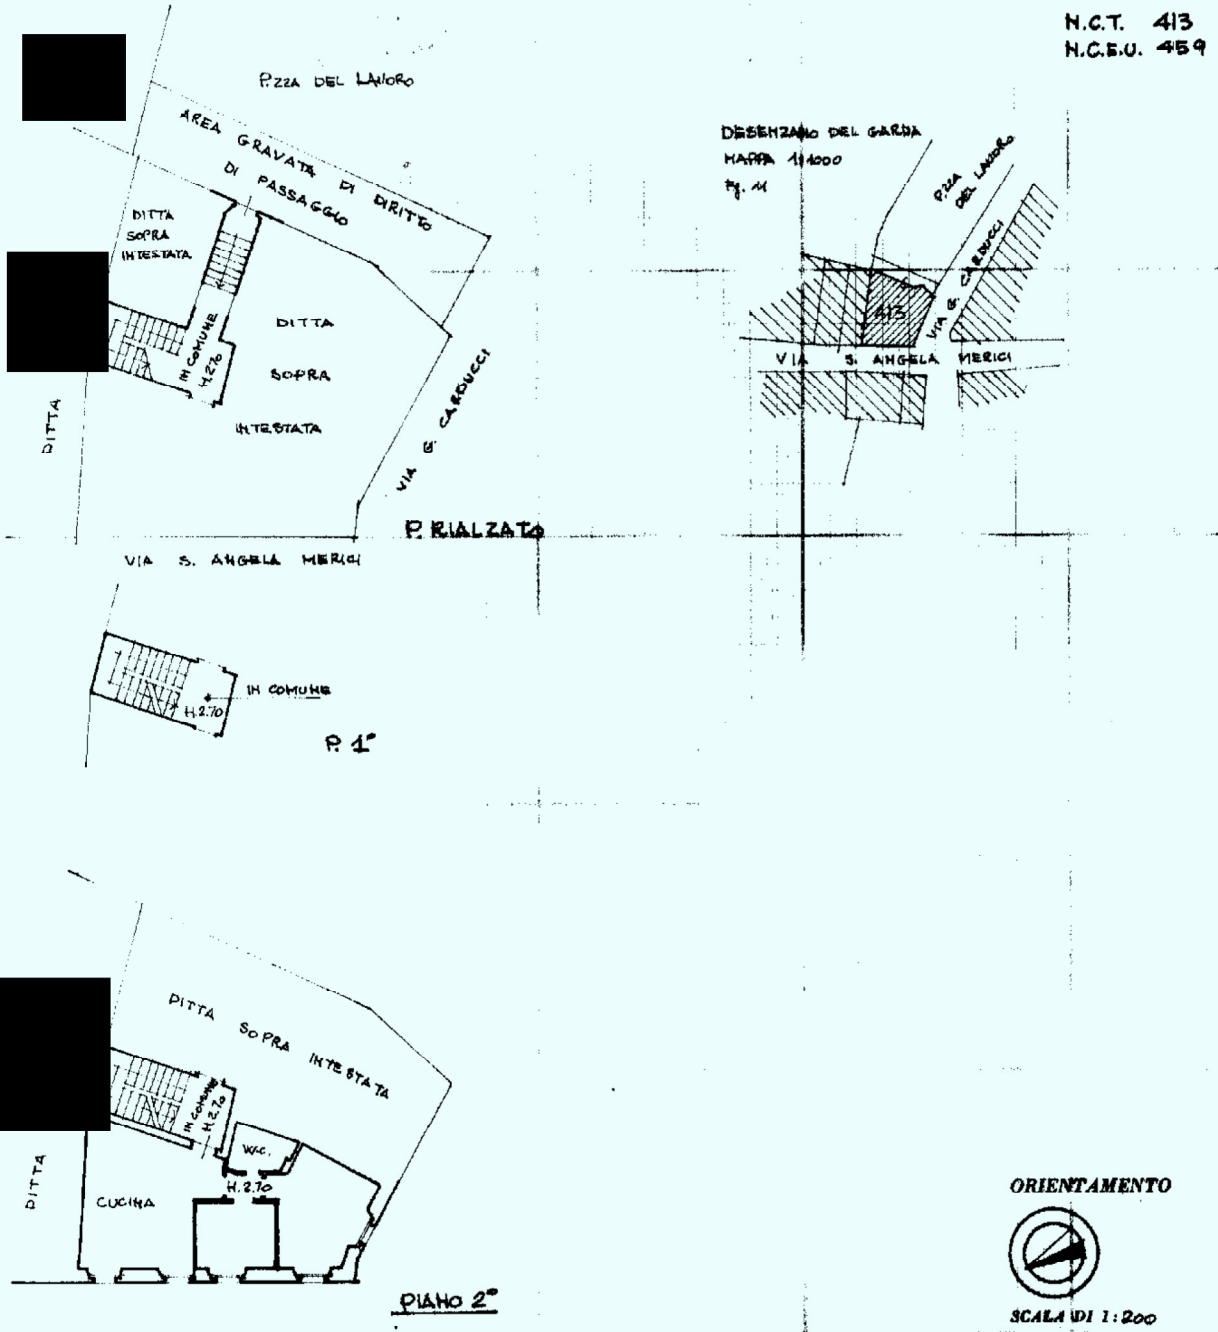 N.C.T. 413
N.C.E.U. 459
P.ZZA DEL LAVORO
AREA GRAVATA DI DIRITTO
DI PASSAGGIO
DITTA
SOPRA
INTESTATA
IN COMUNE
H.2.70
DITTA
SOPRA
INTESTATA
DITTA
VIA G. CARDUCCI
P. RIALZATO
VIA S. ANGELA MERICI
DESENZANO DEL GARDA
MAPPA 1:1000
Fg. 11
P.ZZA
DEL LAVORO
VIA G. CARDUCCI
413
VIA S. ANGELA MERICI
IN COMUNE
H.2.70
P. 1°
DITTA SOPRA INTESTATA
IN COMUNE
H.2.70
W.C.
H.2.70
DITTA
CUCINA
PIANO 2°
ORIENTAMENTO
SCALA DI 1:200